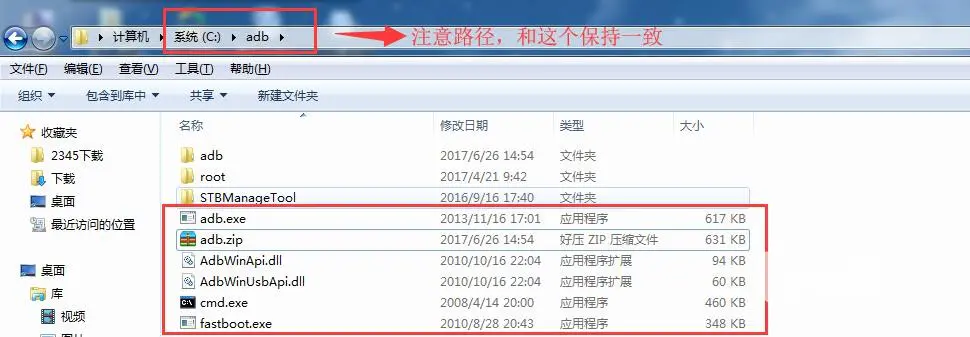 计算机 系统 (C:) adb
注意路径，和这个保持一致
文件(F) 编辑(E) 查看(V) 工具(T) 帮助(H)
组织 包含到库中 共享 新建文件夹
名称 修改日期 类型 大小
收藏夹
2345下载
下载
桌面
最近访问的位置
桌面
库
视频
adb 2017/6/26 14:54 文件夹
root 2017/4/21 9:42 文件夹
STBManageTool 2016/9/16 17:40 文件夹
adb.exe 2013/11/16 17:01 应用程序 617 KB
adb.zip 2017/6/26 14:54 好压 ZIP 压缩文件 631 KB
AdbWinApi.dll 2010/10/16 22:04 应用程序扩展 94 KB
AdbWinUsbApi.dll 2010/10/16 22:04 应用程序扩展 60 KB
cmd.exe 2008/4/14 20:00 应用程序 460 KB
fastboot.exe 2010/8/28 20:43 应用程序 348 KB